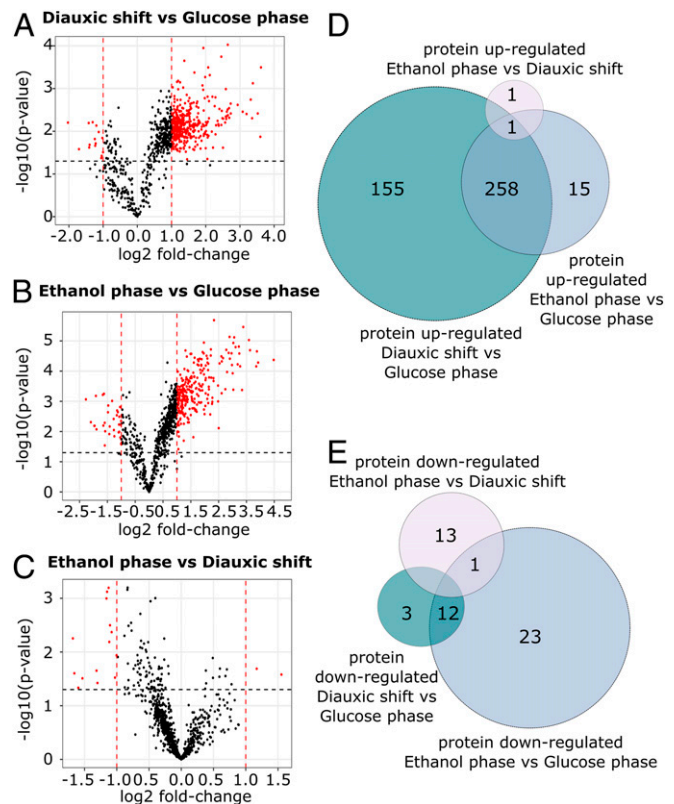 A
Diauxic shift vs Glucose phase
-log10(p-value)
4
3
2
1
0
-2.0 -1.0 0.0 1.0 2.0 3.0 4.0
log2 fold-change
B
Ethanol phase vs Glucose phase
-log10(p-value)
5
4
3
2
1
0
-2.5 -1.5 -0.5 0.5 1.5 2.5 3.5 4.5
log2 fold-change
C
Ethanol phase vs Diauxic shift
-log10(p-value)
3
2
1
0
-1.5 -1.0 -0.5 0.0 0.5 1.0 1.5
log2 fold-change
D
protein up-regulated
Ethanol phase vs Diauxic shift
1
1
155
258
15
protein
up-regulated
Ethanol phase vs
Glucose phase
protein up-regulated
Diauxic shift vs
Glucose phase
E
protein down-regulated
Ethanol phase vs Diauxic shift
13
1
3
12
23
protein
down-regulated
Diauxic shift vs
Glucose phase
protein down-regulated
Ethanol phase vs Glucose phase